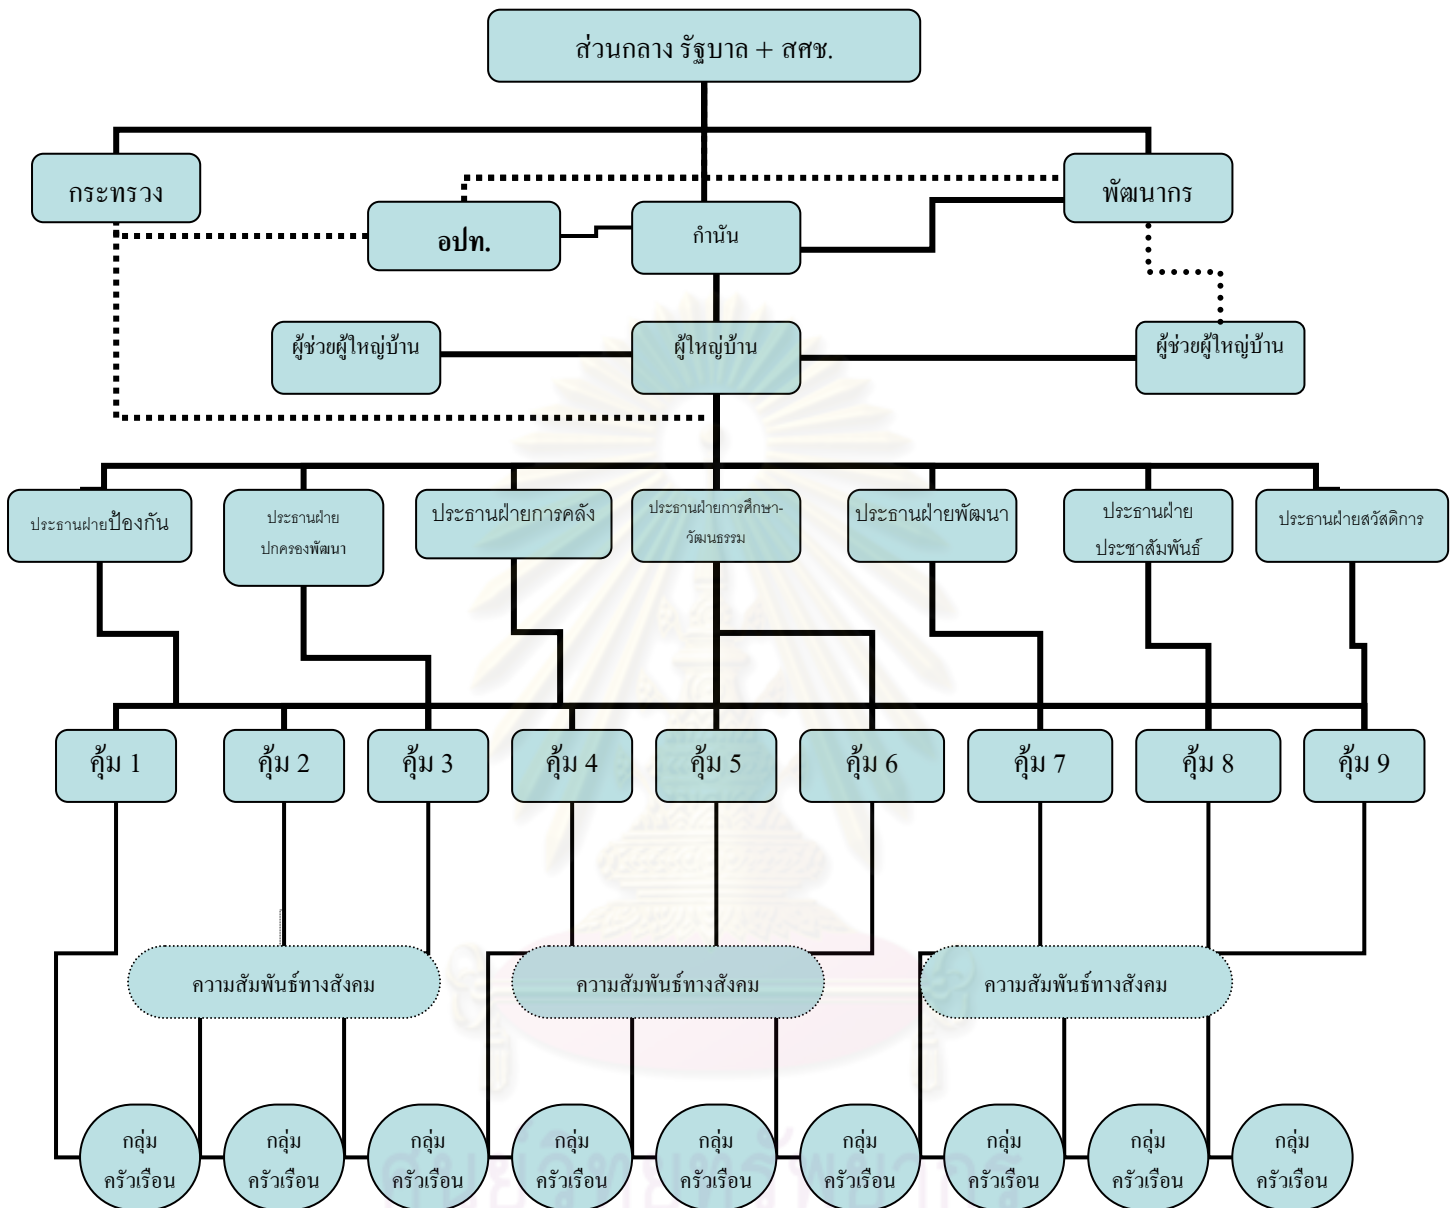 ส่วนกลาง รัฐบาล + สศช.
กระทรวง
พัฒนากร
อปท.
กำนัน
ผู้ช่วยผู้ใหญ่บ้าน
ผู้ใหญ่บ้าน
ผู้ช่วยผู้ใหญ่บ้าน
ประธานฝ่ายป้องกัน
ประธานฝ่าย
ปกครองพัฒนา
ประธานฝ่ายการคลัง
ประธานฝ่ายการศึกษา-
วัฒนธรรม
ประธานฝ่ายพัฒนา
ประธานฝ่าย
ประชาสัมพันธ์
ประธานฝ่ายสวัสดิการ
คุ้ม 1
คุ้ม 2
คุ้ม 3
คุ้ม 4
คุ้ม 5
คุ้ม 6
คุ้ม 7
คุ้ม 8
คุ้ม 9
ความสัมพันธ์ทางสังคม
ความสัมพันธ์ทางสังคม
ความสัมพันธ์ทางสังคม
กลุ่ม
ครัวเรือน
กลุ่ม
ครัวเรือน
กลุ่ม
ครัวเรือน
กลุ่ม
ครัวเรือน
กลุ่ม
ครัวเรือน
กลุ่ม
ครัวเรือน
กลุ่ม
ครัวเรือน
กลุ่ม
ครัวเรือน
กลุ่ม
ครัวเรือน
ศูนย์วิทยทรัพยากร